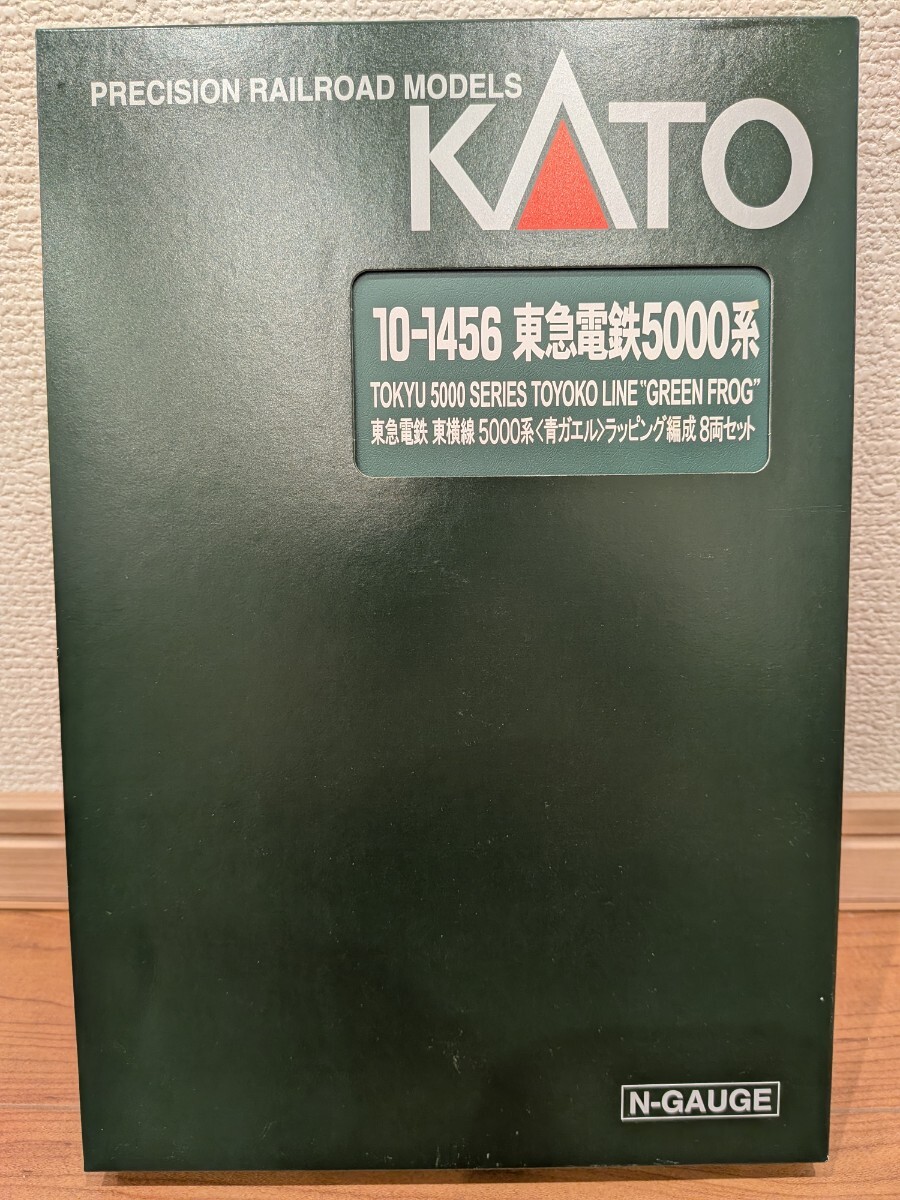 PRECISION RAILROAD MODELS
KATO
10-1456 東急電鉄5000系
TOKYU 5000 SERIES TOYOKO LINE "GREEN FROG"
東急電鉄 東横線 5000系〈青ガエル〉ラッピング編成 8両セット
N-GAUGE